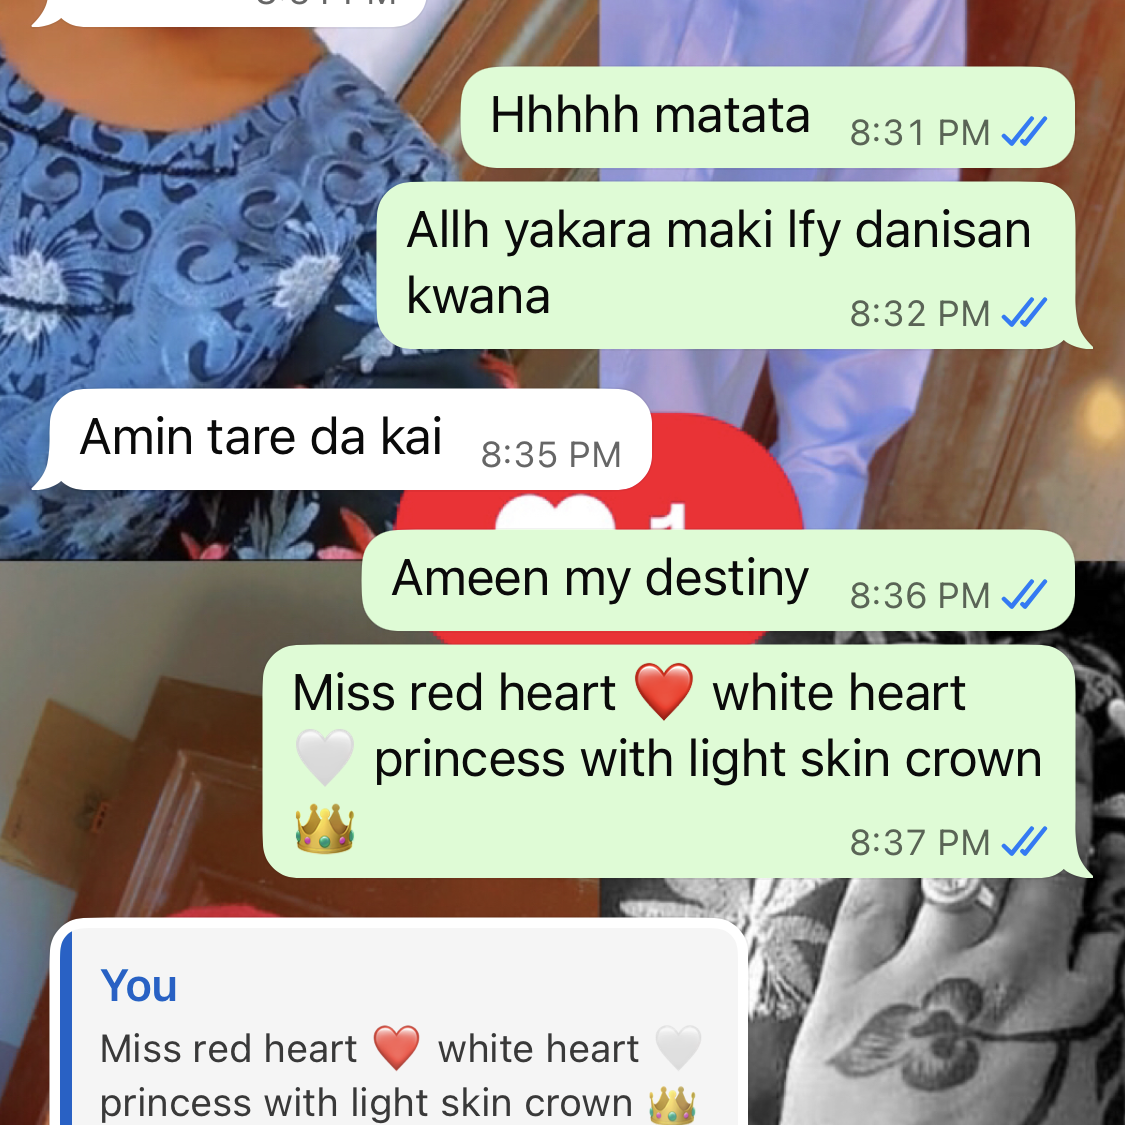 Hhhhh matata 8:31 PM
Allh yakara maki lfy danisan
kwana 8:32 PM
Amin tare da kai 8:35 PM
1
Ameen my destiny 8:36 PM
Miss red heart ❤️ white heart
🤍 princess with light skin crown
👑 8:37 PM
You
Miss red heart ❤️ white heart 🤍
princess with light skin crown 👑